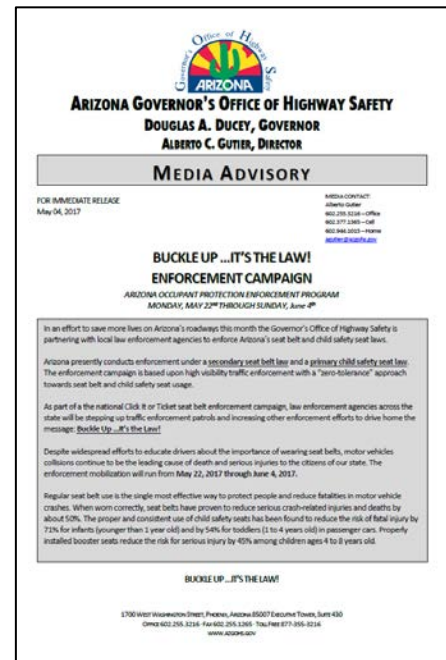 Governor's Office of Highway Safety
ARIZONA
ARIZONA GOVERNOR'S OFFICE OF HIGHWAY SAFETY
DOUGLAS A. DUCEY, GOVERNOR
ALBERTO C. GUTIER, DIRECTOR
MEDIA ADVISORY
FOR IMMEDIATE RELEASE
May 04, 2017
MEDIA CONTACT:
Alberto Gutier
602.255.3216 – Office
– Cell
– Home
BUCKLE UP ...IT'S THE LAW!
ENFORCEMENT CAMPAIGN
ARIZONA OCCUPANT PROTECTION ENFORCEMENT PROGRAM
MONDAY, MAY 22ND THROUGH SUNDAY, June 4th
In an effort to save more lives on Arizona's roadways this month the Governor's Office of Highway Safety is
partnering with local law enforcement agencies to enforce Arizona's seat belt and child safety seat laws.
Arizona presently conducts enforcement under a secondary seat belt law and a primary child safety seat law.
The enforcement campaign is based upon high visibility traffic enforcement with a "zero-tolerance" approach
towards seat belt and child safety seat usage.
As part of a the national Click It or Ticket seat belt enforcement campaign, law enforcement agencies across the
state will be stepping up traffic enforcement patrols and increasing other enforcement efforts to drive home the
message: Buckle Up ...It's the Law!
Despite widespread efforts to educate drivers about the importance of wearing seat belts, motor vehicles
collisions continue to be the leading cause of death and serious injuries to the citizens of our state. The
enforcement mobilization will run from May 22, 2017 through June 4, 2017.
Regular seat belt use is the single most effective way to protect people and reduce fatalities in motor vehicle
crashes. When worn correctly, seat belts have proven to reduce serious crash-related injuries and deaths by
about 50%. The proper and consistent use of child safety seats has been found to reduce the risk of fatal injury by
71% for infants (younger than 1 year old) and by 54% for toddlers (1 to 4 years old) in passenger cars. Properly
installed booster seats reduce the risk for serious injury by 45% among children ages 4 to 8 years old.
BUCKLE UP ...IT'S THE LAW!
1700 WEST WASHINGTON STREET, PHOENIX, ARIZONA 85007 EXECUTIVE TOWER, SUITE 430
OFFICE 602.255.3216 · FAX 602.255.1265 · TOLL FREE 877-355-3216
WWW.AZGOHS.GOV